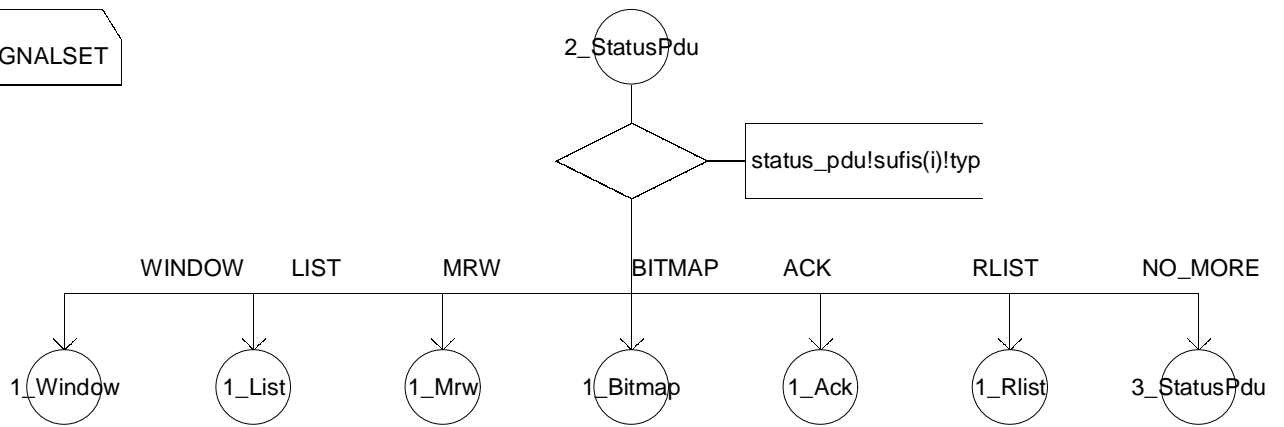 GNALSET
2_StatusPdu
status_pdu!sufis(i)!typ
WINDOW LIST MRW BITMAP ACK RLIST NO_MORE
1_Window 1_List 1_Mrw 1_Bitmap 1_Ack 1_Rlist 3_StatusPdu